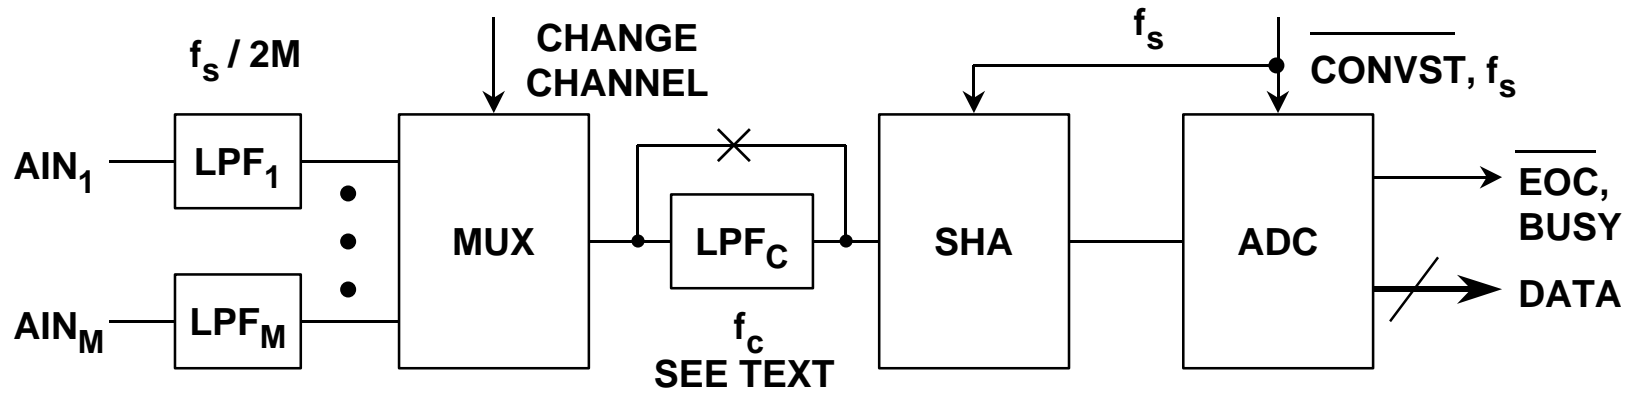 f_s / 2M
CHANGE
CHANNEL
f_s
CONVST, f_s
AIN_1
LPF_1
MUX
LPF_C
SHA
ADC
EOC,
BUSY
DATA
AIN_M
LPF_M
f_c
SEE TEXT